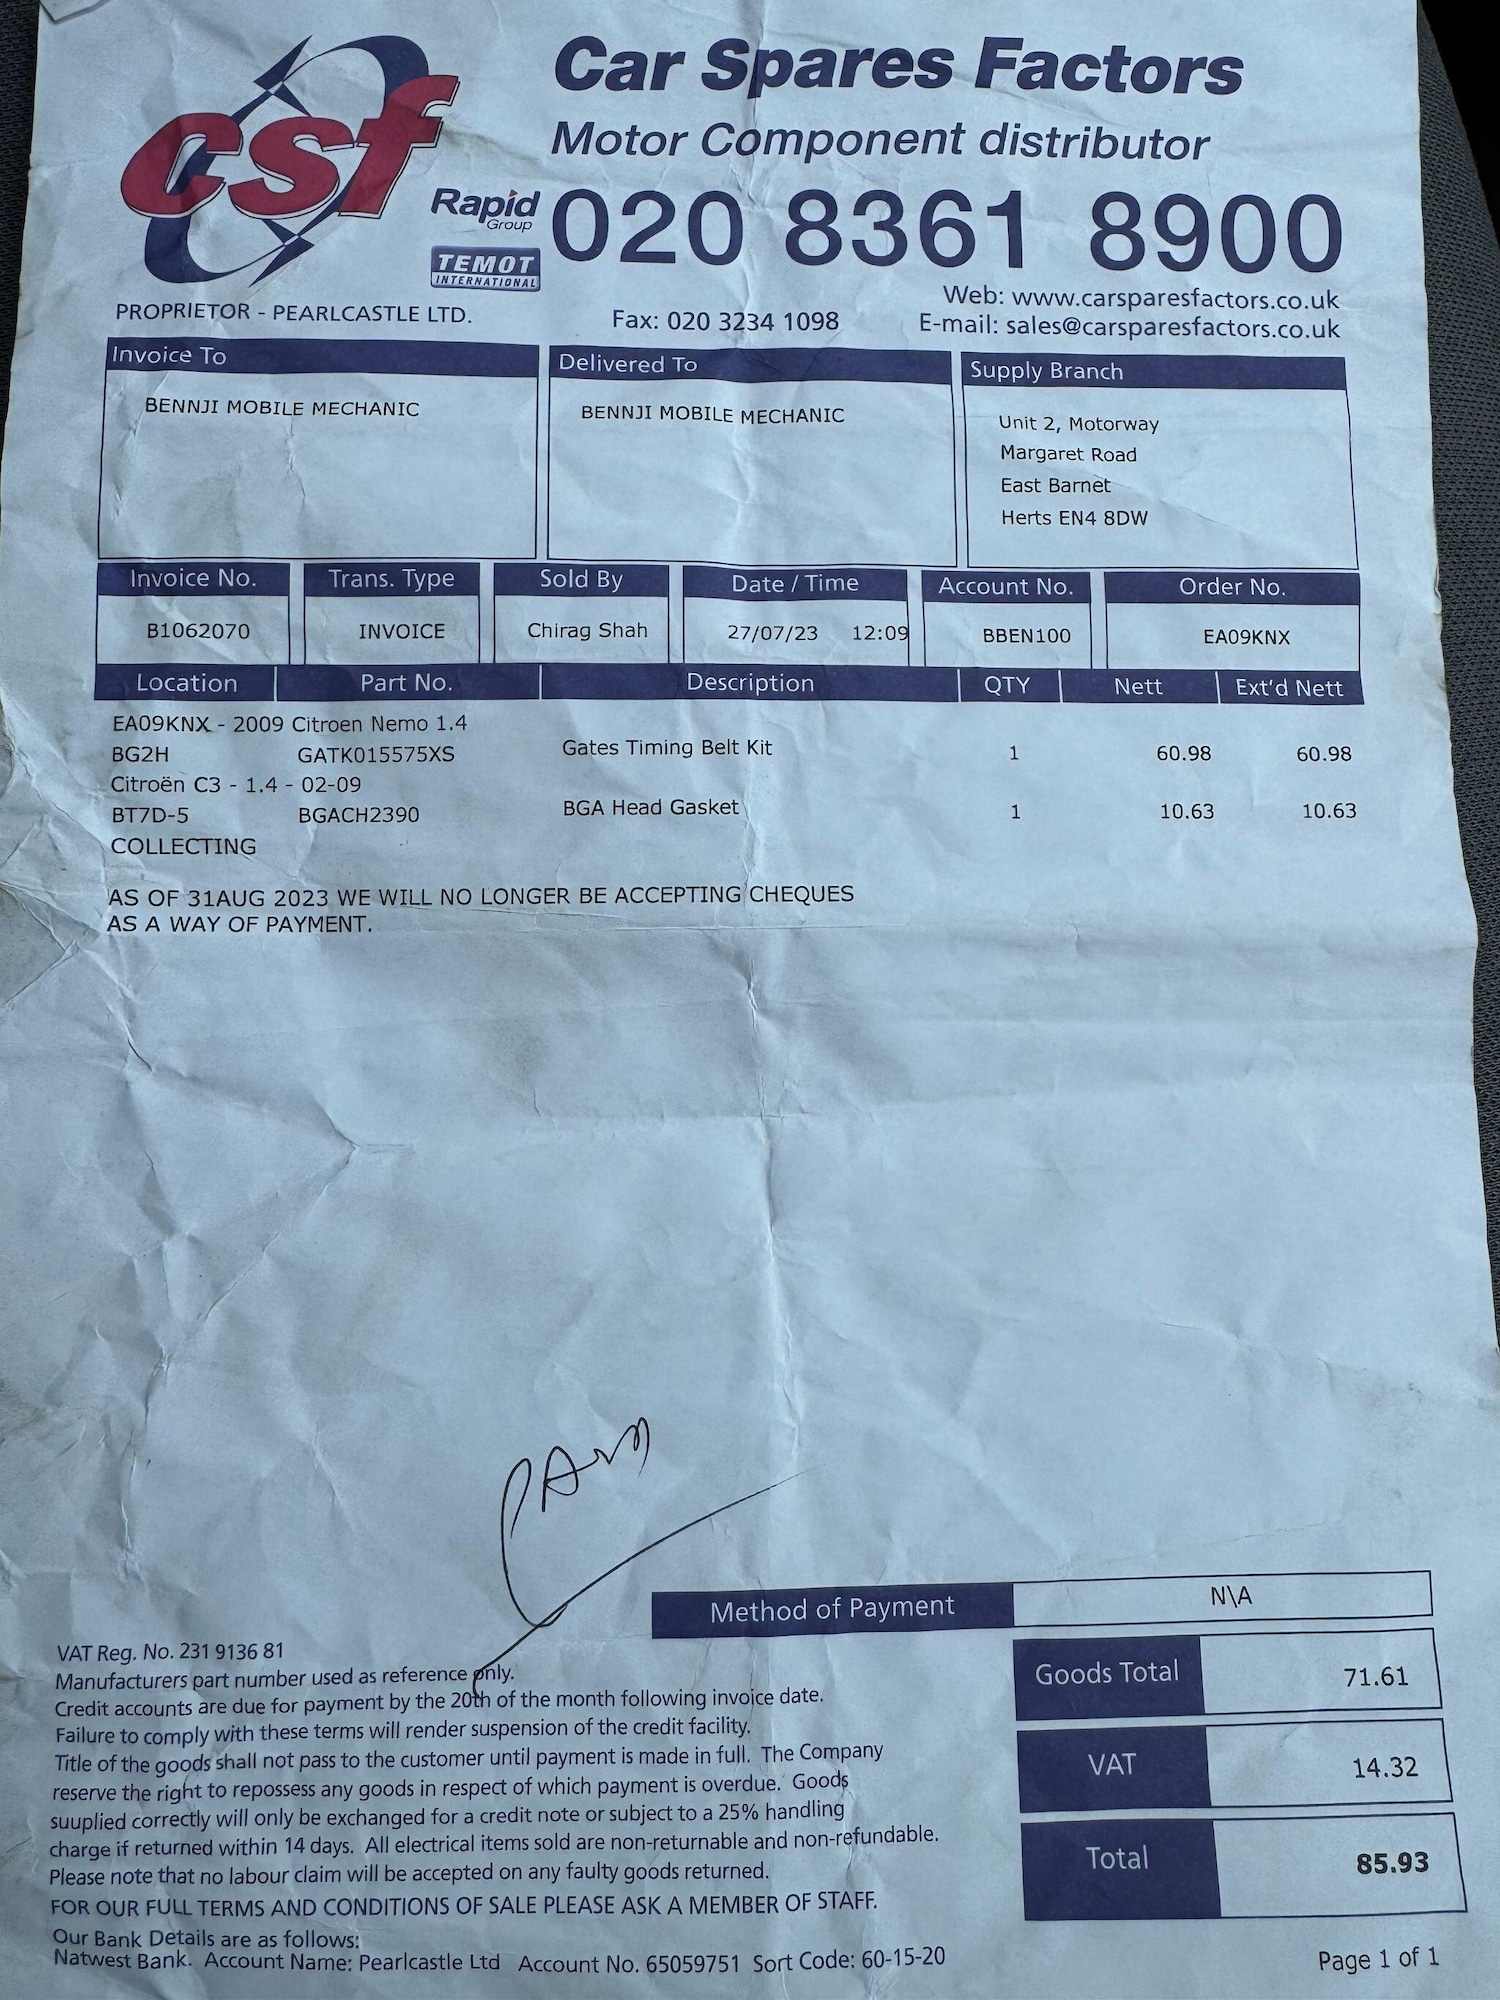 csf
Car Spares Factors
Motor Component distributor
Rapid
Group
020 8361 8900
TEMOT
INTERNATIONAL
Web: www.carsparesfactors.co.uk
PROPRIETOR - PEARLCASTLE LTD.
Fax: 020 3234 1098
E-mail: sales@carsparesfactors.co.uk
Invoice To
BENNJI MOBILE MECHANIC
Delivered To
BENNJI MOBILE MECHANIC
Supply Branch
Unit 2, Motorway
Margaret Road
East Barnet
Herts EN4 8DW
Invoice No. Trans. Type Sold By Date / Time Account No. Order No.
B1062070 INVOICE Chirag Shah 27/07/23 12:09 BBEN100 EA09KNX
Location Part No. Description QTY Nett Ext'd Nett
EA09KNX - 2009 Citroen Nemo 1.4
BG2H GATK015575XS Gates Timing Belt Kit 1 60.98 60.98
Citroën C3 - 1.4 - 02-09
BT7D-5 BGACH2390 BGA Head Gasket 1 10.63 10.63
COLLECTING
AS OF 31AUG 2023 WE WILL NO LONGER BE ACCEPTING CHEQUES
AS A WAY OF PAYMENT.
Method of Payment N\A
Goods Total 71.61
VAT 14.32
Total 85.93
VAT Reg. No. 231 9136 81
Manufacturers part number used as reference only.
Credit accounts are due for payment by the 20th of the month following invoice date.
Failure to comply with these terms will render suspension of the credit facility.
Title of the goods shall not pass to the customer until payment is made in full. The Company
reserve the right to repossess any goods in respect of which payment is overdue. Goods
suuplied correctly will only be exchanged for a credit note or subject to a 25% handling
charge if returned within 14 days. All electrical items sold are non-returnable and non-refundable.
Please note that no labour claim will be accepted on any faulty goods returned.
FOR OUR FULL TERMS AND CONDITIONS OF SALE PLEASE ASK A MEMBER OF STAFF.
Our Bank Details are as follows:
Natwest Bank. Account Name: Pearlcastle Ltd Account No. 65059751 Sort Code: 60-15-20
Page 1 of 1